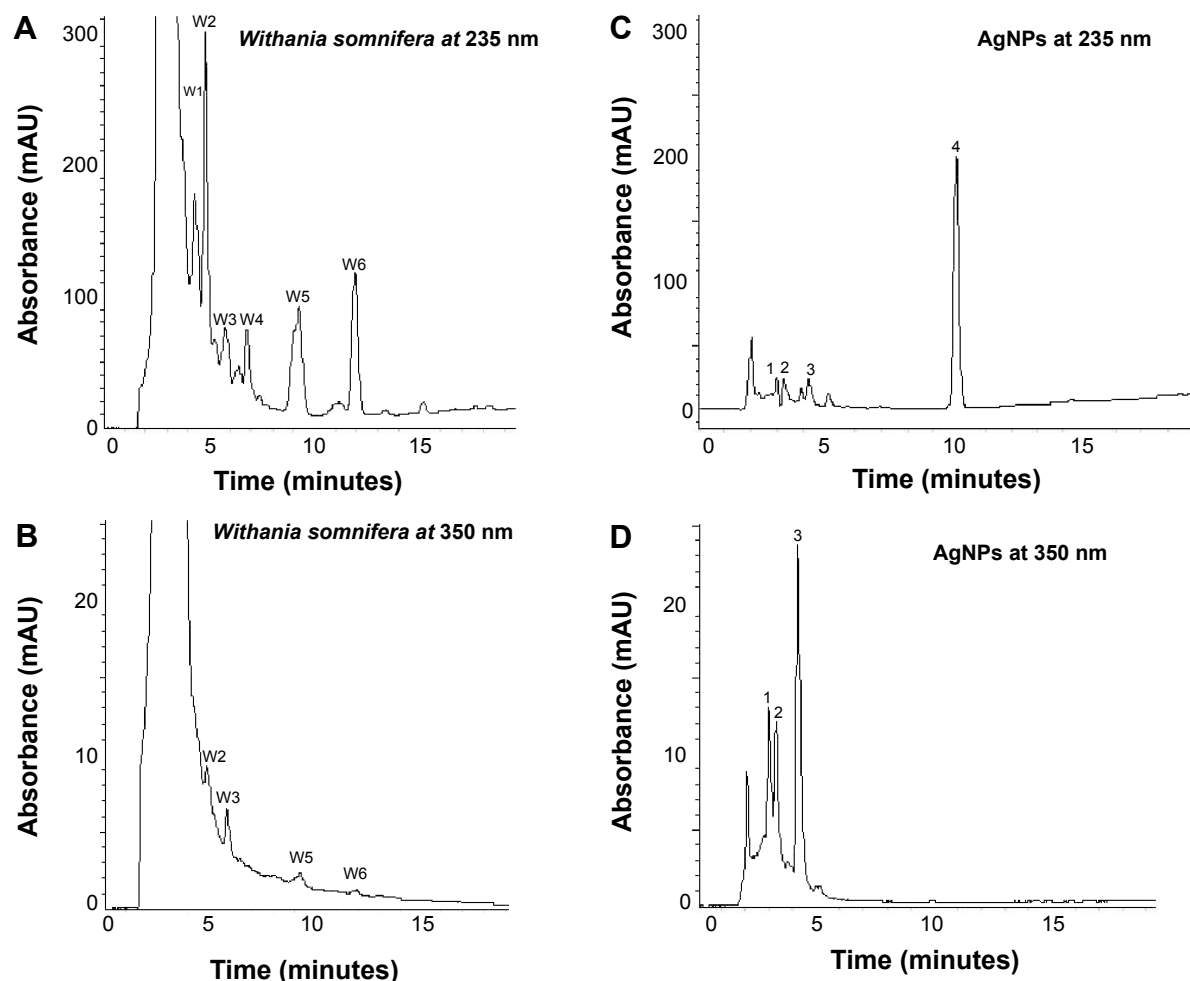 A
Withania somnifera at 235 nm
Absorbance (mAU)
300
200
100
0
W1
W2
W3
W4
W5
W6
0 5 10 15
Time (minutes)
C
AgNPs at 235 nm
Absorbance (mAU)
300
200
100
0
1
2
3
4
0 5 10 15
Time (minutes)
B
Withania somnifera at 350 nm
Absorbance (mAU)
20
10
0
W2
W3
W5
W6
0 5 10 15
Time (minutes)
D
AgNPs at 350 nm
Absorbance (mAU)
20
10
0
1
2
3
0 5 10 15
Time (minutes)